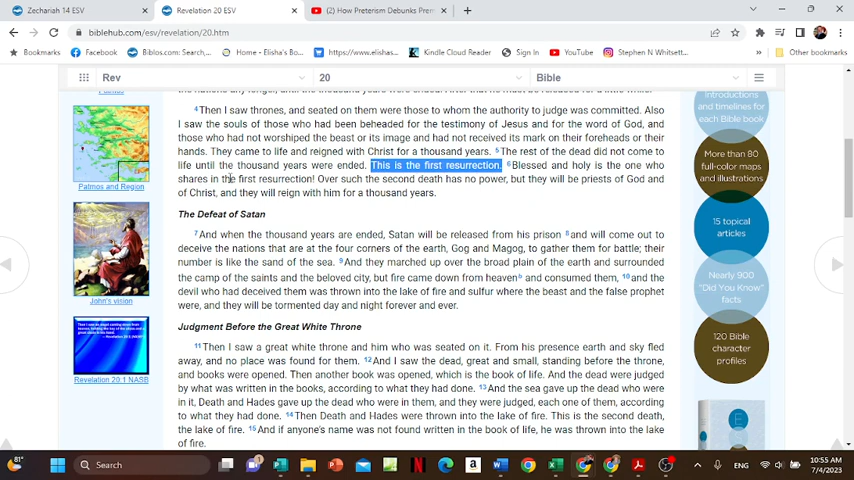 Zechariah 14 ESV
Revelation 20 ESV
(2) How Preterism Debunks Prem
biblehub.com/esv/revelation/20.htm
Bookmarks
Facebook
Biblos.com: Search,...
Home - Elisha's Bo...
https://www.elishas...
Kindle Cloud Reader
Sign In
YouTube
Stephen N Whitsett...
Other bookmarks
Rev
20
Bible
4Then I saw thrones, and seated on them were those to whom the authority to judge was committed. Also
I saw the souls of those who had been beheaded for the testimony of Jesus and for the word of God, and
those who had not worshiped the beast or its image and had not received its mark on their foreheads or their
hands. They came to life and reigned with Christ for a thousand years. 5The rest of the dead did not come to
life until the thousand years were ended. This is the first resurrection. 6Blessed and holy is the one who
shares in the first resurrection! Over such the second death has no power, but they will be priests of God and
of Christ, and they will reign with him for a thousand years.
The Defeat of Satan
7And when the thousand years are ended, Satan will be released from his prison 8and will come out to
deceive the nations that are at the four corners of the earth, Gog and Magog, to gather them for battle; their
number is like the sand of the sea. 9And they marched up over the broad plain of the earth and surrounded
the camp of the saints and the beloved city, but fire came down from heavenb and consumed them, 10and the
devil who had deceived them was thrown into the lake of fire and sulfur where the beast and the false prophet
were, and they will be tormented day and night forever and ever.
Judgment Before the Great White Throne
11Then I saw a great white throne and him who was seated on it. From his presence earth and sky fled
away, and no place was found for them. 12And I saw the dead, great and small, standing before the throne,
and books were opened. Then another book was opened, which is the book of life. And the dead were judged
by what was written in the books, according to what they had done. 13And the sea gave up the dead who were
in it, Death and Hades gave up the dead who were in them, and they were judged, each one of them, according
to what they had done. 14Then Death and Hades were thrown into the lake of fire. This is the second death,
the lake of fire. 15And if anyone's name was not found written in the book of life, he was thrown into the lake
of fire.
Patmos and Region
John's vision
Revelation 20:1 NASB
Introductions
and timelines for
each Bible book
More than 80
full-color maps
and illustrations
15 topical
articles
Nearly 900
"Did You Know"
facts
120 Bible
character
profiles
81°
Search
ENG
10:55 AM
7/4/2023